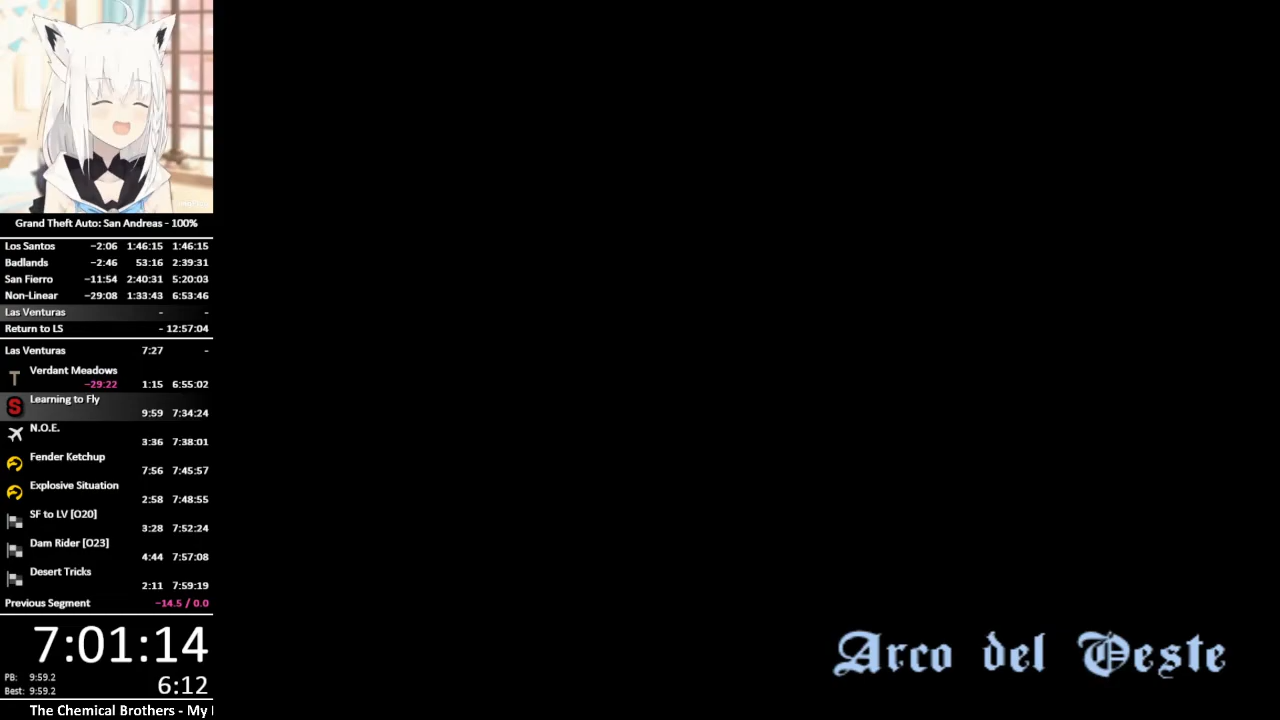 Grand Theft Auto: San Andreas - 100%
Los Santos −2:06 1:46:15 1:46:15
Badlands −2:46 53:16 2:39:31
San Fierro −11:54 2:40:31 5:20:03
Non-Linear −29:08 1:33:43 6:53:46
Las Venturas - -
Return to LS - 12:57:04
Las Venturas 7:27 -
Verdant Meadows
−29:22 1:15 6:55:02
Learning to Fly
9:59 7:34:24
N.O.E.
3:36 7:38:01
Fender Ketchup
7:56 7:45:57
Explosive Situation
2:58 7:48:55
SF to LV [O20]
3:28 7:52:24
Dam Rider [O23]
4:44 7:57:08
Desert Tricks
2:11 7:59:19
Previous Segment −14.5 / 0.0
7:01:14
PB: 9:59.2
Best: 9:59.2
6:12
The Chemical Brothers - My
Arco del Oeste